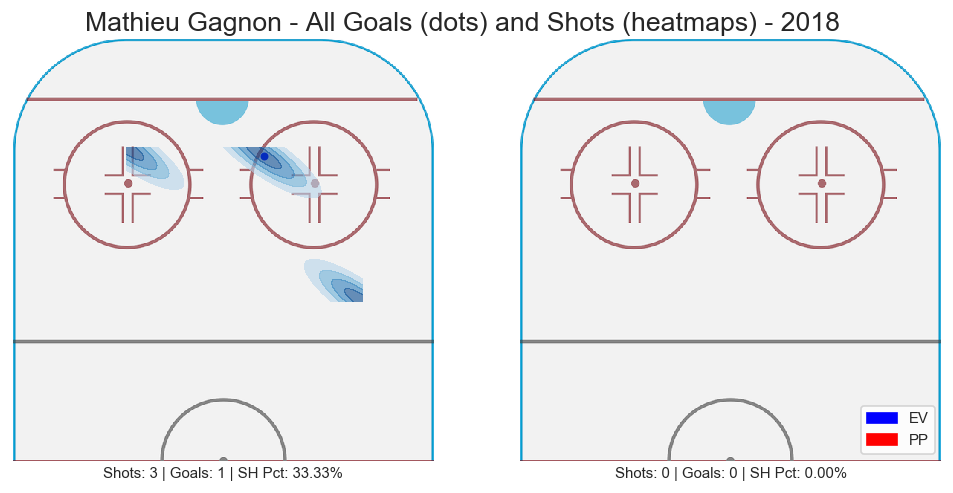 Mathieu Gagnon - All Goals (dots) and Shots (heatmaps) - 2018
EV
PP
Shots: 3 | Goals: 1 | SH Pct: 33.33%
Shots: 0 | Goals: 0 | SH Pct: 0.00%